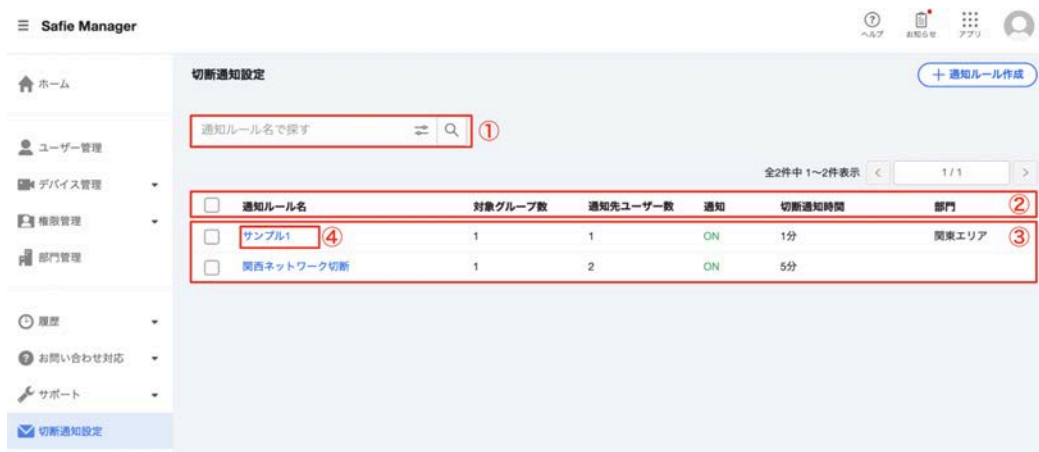 Safie Manager
ヘルプ
お知らせ
アプリ
ホーム
ユーザー管理
デバイス管理
権限管理
部門管理
履歴
お問い合わせ対応
サポート
切断通知設定
切断通知設定
+ 通知ルール作成
通知ルール名で探す ①
全2件中 1〜2件表示 < 1 / 1 >
通知ルール名 対象グループ数 通知先ユーザー数 通知 切断通知時間 部門 ②
サンプル1 ④ 1 1 ON 1分 関東エリア ③
関西ネットワーク切断 1 2 ON 5分